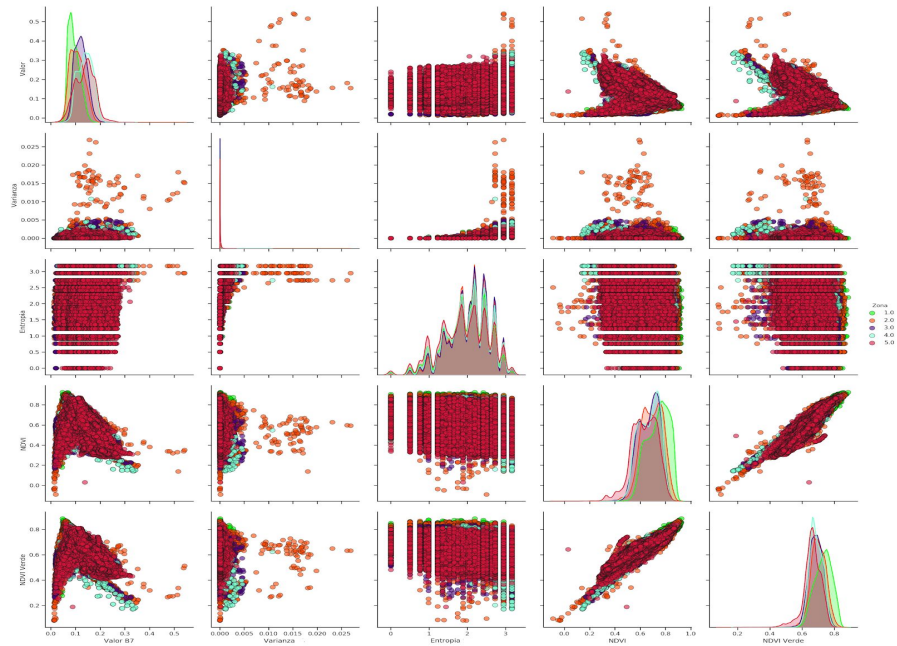 0.5
0.4
0.3
0.2
0.1
0.0
Valor
0.025
0.020
0.015
0.010
0.005
0.000
Varianza
3.0
2.5
2.0
1.5
1.0
0.5
0.0
Entropia
0.8
0.6
0.4
0.2
0.0
NDVI
0.8
0.6
0.4
0.2
NDVI Verde
0.0 0.1 0.2 0.3 0.4 0.5
Valor B7
0.000 0.005 0.010 0.015 0.020 0.025
Varianza
0 1 2 3
Entropia
0.0 0.2 0.4 0.6 0.8 1.0
NDVI
0.2 0.4 0.6 0.8
NDVI Verde
Zona
1.0
2.0
3.0
4.0
5.0